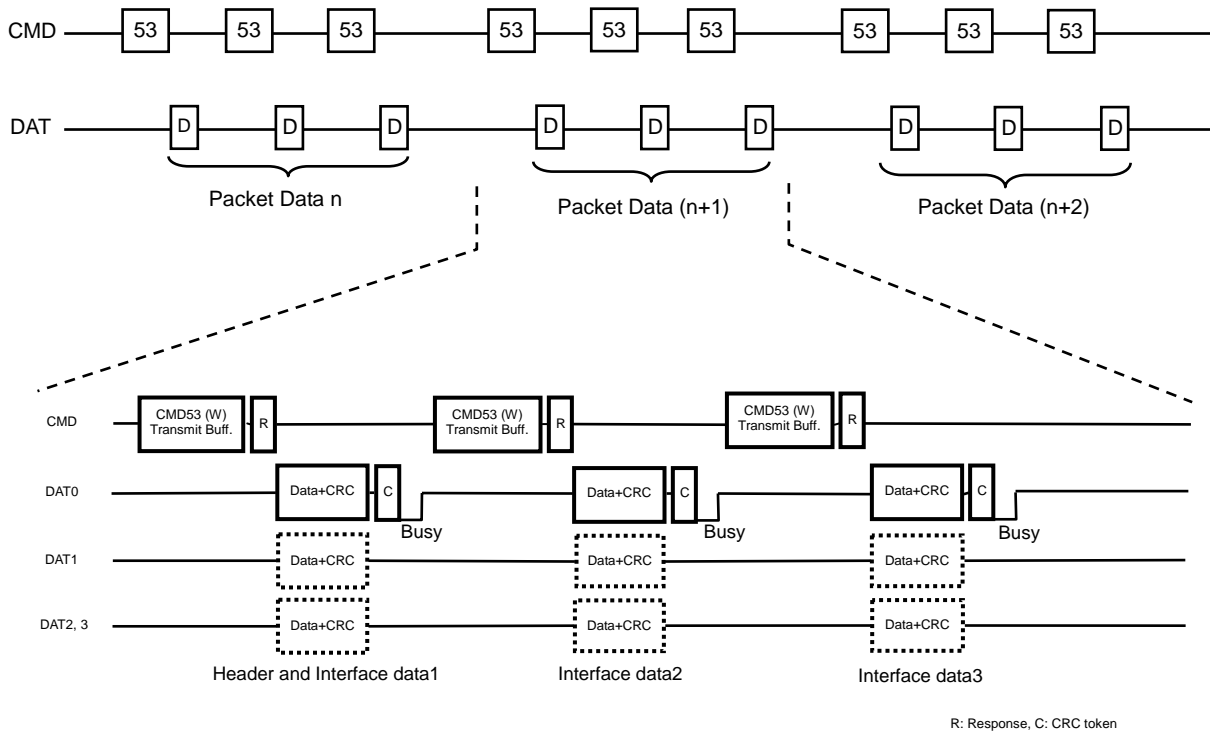 CMD 53 53 53 53 53 53 53 53 53
DAT D D D D D D D D D
Packet Data n
Packet Data (n+1)
Packet Data (n+2)
CMD
CMD53 (W)
Transmit Buff.
R
CMD53 (W)
Transmit Buff.
R
CMD53 (W)
Transmit Buff.
R
DAT0 Data+CRC C Data+CRC C Data+CRC C
Busy Busy Busy
DAT1 Data+CRC Data+CRC Data+CRC
DAT2, 3 Data+CRC Data+CRC Data+CRC
Header and Interface data1
Interface data2
Interface data3
R: Response, C: CRC token